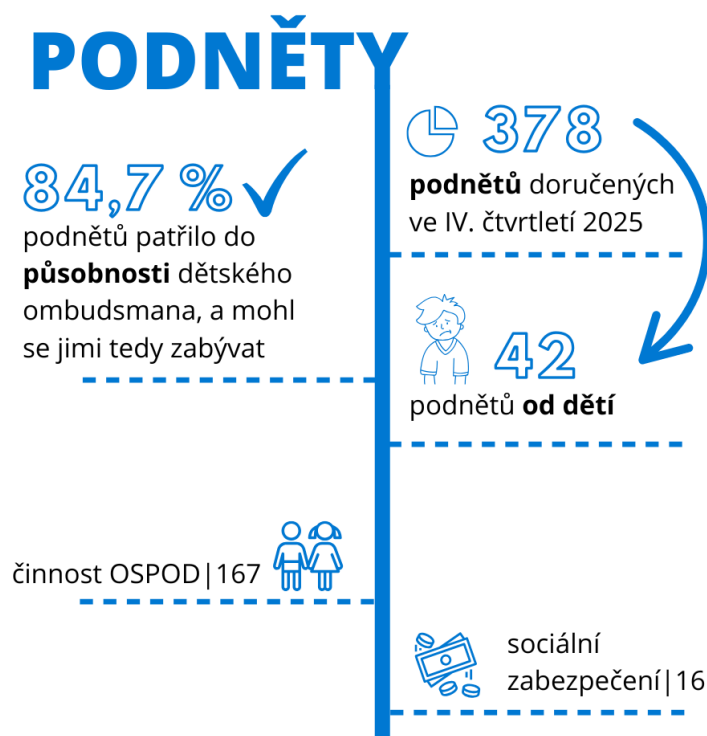 PODNĚTY
84,7 %
podnětů patřilo do
působnosti dětského
ombudsmana, a mohl
se jimi tedy zabývat
378
podnětů doručených
ve IV. čtvrtletí 2025
42
podnětů od dětí
činnost OSPOD|167
sociální
zabezpečení|16